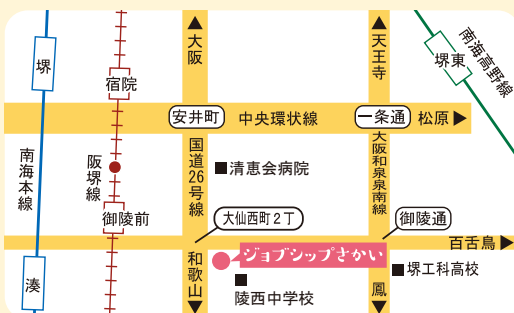 大阪
天王寺
南海高野線
堺
堺東
宿院
安井町
中央環状線
一条通
松原
南海本線
阪堺線
国道26号線
清恵会病院
大阪和泉泉南線
御陵前
大仙西町2丁
御陵通
百舌鳥
ジョブシップさかい
和歌山
湊
陵西中学校
鳳
堺工科高校